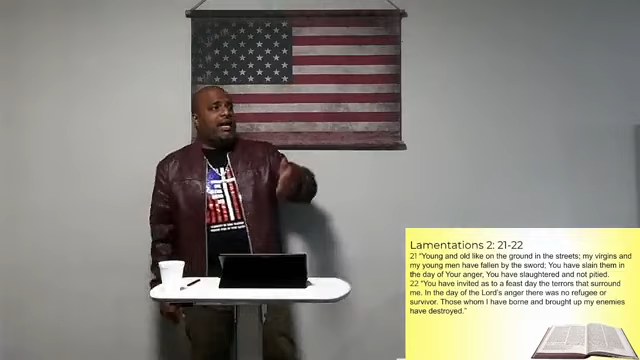 Lamentations 2: 21-22
21 "Young and old like on the ground in the streets; my virgins and
my young men have fallen by the sword; You have slain them in
the day of Your anger, You have slaughtered and not pitied.
22 "You have invited as to a feast day the terrors that surround
me. In the day of the Lord's anger there was no refugee or
survivor. Those whom I have borne and brought up my enemies
have destroyed."